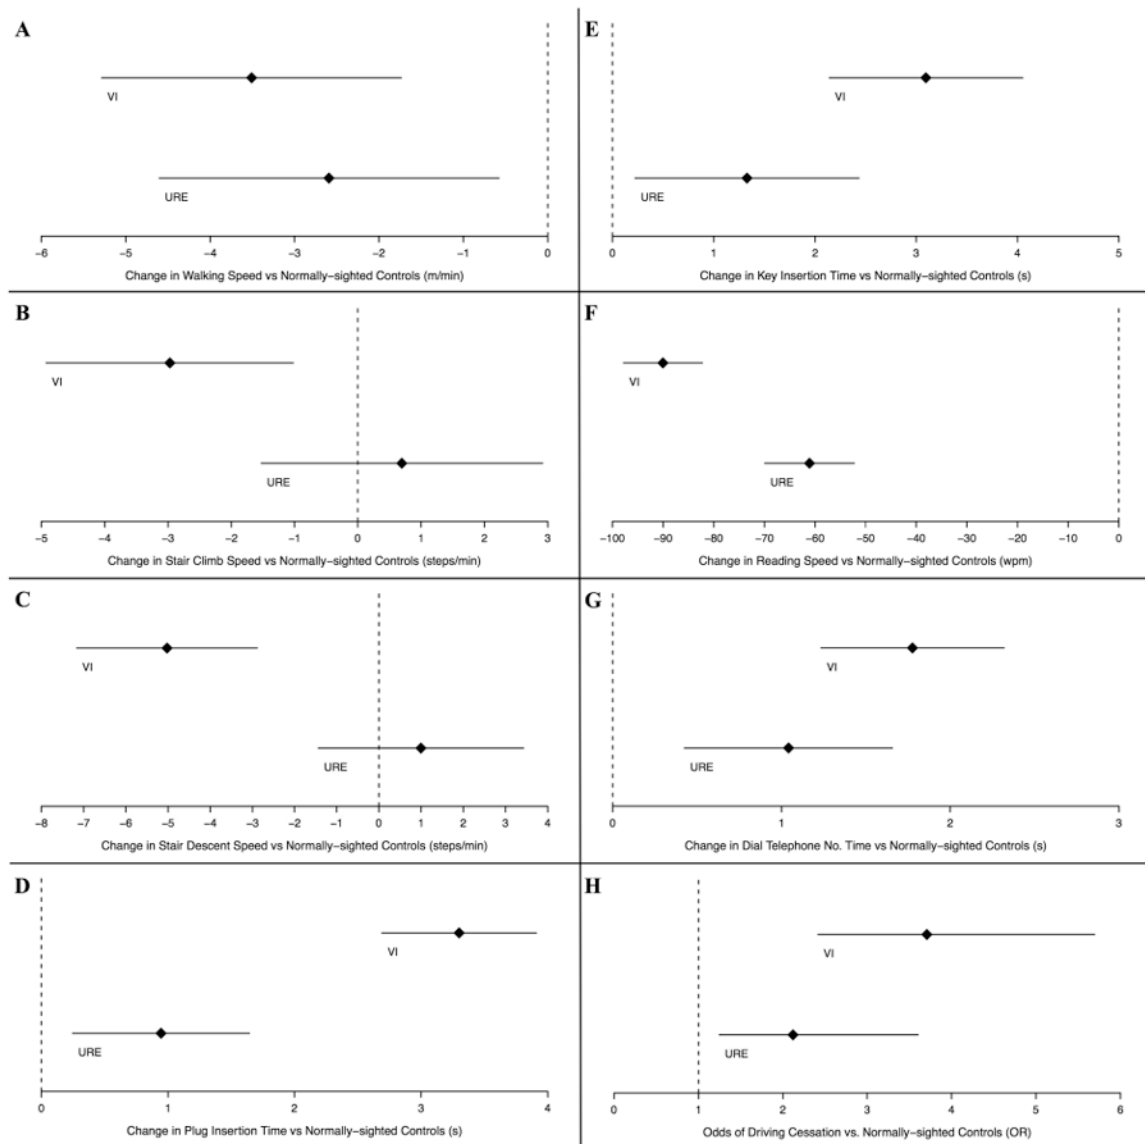 A
VI
URE
−6 −5 −4 −3 −2 −1 0
Change in Walking Speed vs Normally−sighted Controls (m/min)
B
VI
URE
−5 −4 −3 −2 −1 0 1 2 3
Change in Stair Climb Speed vs Normally−sighted Controls (steps/min)
C
VI
URE
−8 −7 −6 −5 −4 −3 −2 −1 0 1 2 3 4
Change in Stair Descent Speed vs Normally−sighted Controls (steps/min)
D
VI
URE
0 1 2 3 4
Change in Plug Insertion Time vs Normally−sighted Controls (s)
E
VI
URE
0 1 2 3 4 5
Change in Key Insertion Time vs Normally−sighted Controls (s)
F
VI
URE
−100 −90 −80 −70 −60 −50 −40 −30 −20 −10 0
Change in Reading Speed vs Normally−sighted Controls (wpm)
G
VI
URE
0 1 2 3
Change in Dial Telephone No. Time vs Normally−sighted Controls (s)
H
VI
URE
0 1 2 3 4 5 6
Odds of Driving Cessation vs. Normally−sighted Controls (OR)